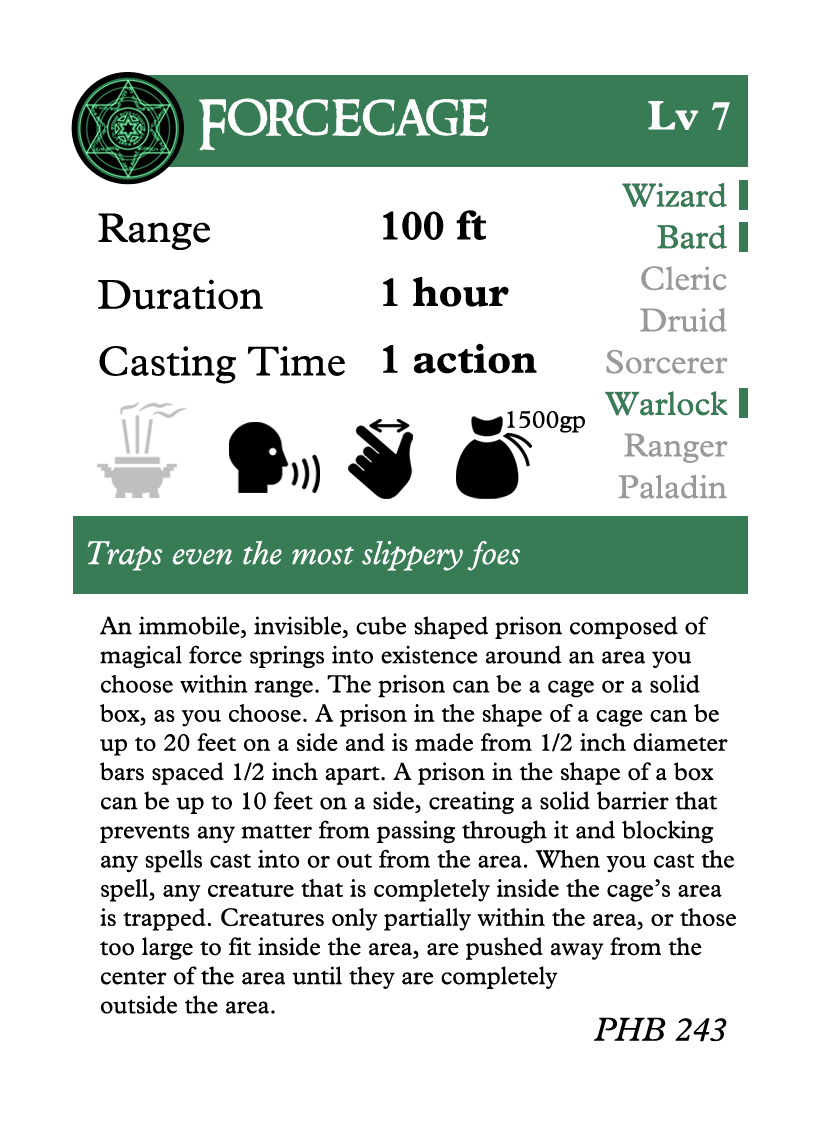 FORCECAGE
Lv 7
Range 100 ft
Duration 1 hour
Casting Time 1 action
1500gp
Wizard
Bard
Cleric
Druid
Sorcerer
Warlock
Ranger
Paladin
Traps even the most slippery foes
An immobile, invisible, cube shaped prison composed of
magical force springs into existence around an area you
choose within range. The prison can be a cage or a solid
box, as you choose. A prison in the shape of a cage can be
up to 20 feet on a side and is made from 1/2 inch diameter
bars spaced 1/2 inch apart. A prison in the shape of a box
can be up to 10 feet on a side, creating a solid barrier that
prevents any matter from passing through it and blocking
any spells cast into or out from the area. When you cast the
spell, any creature that is completely inside the cage’s area
is trapped. Creatures only partially within the area, or those
too large to fit inside the area, are pushed away from the
center of the area until they are completely
outside the area.
PHB 243